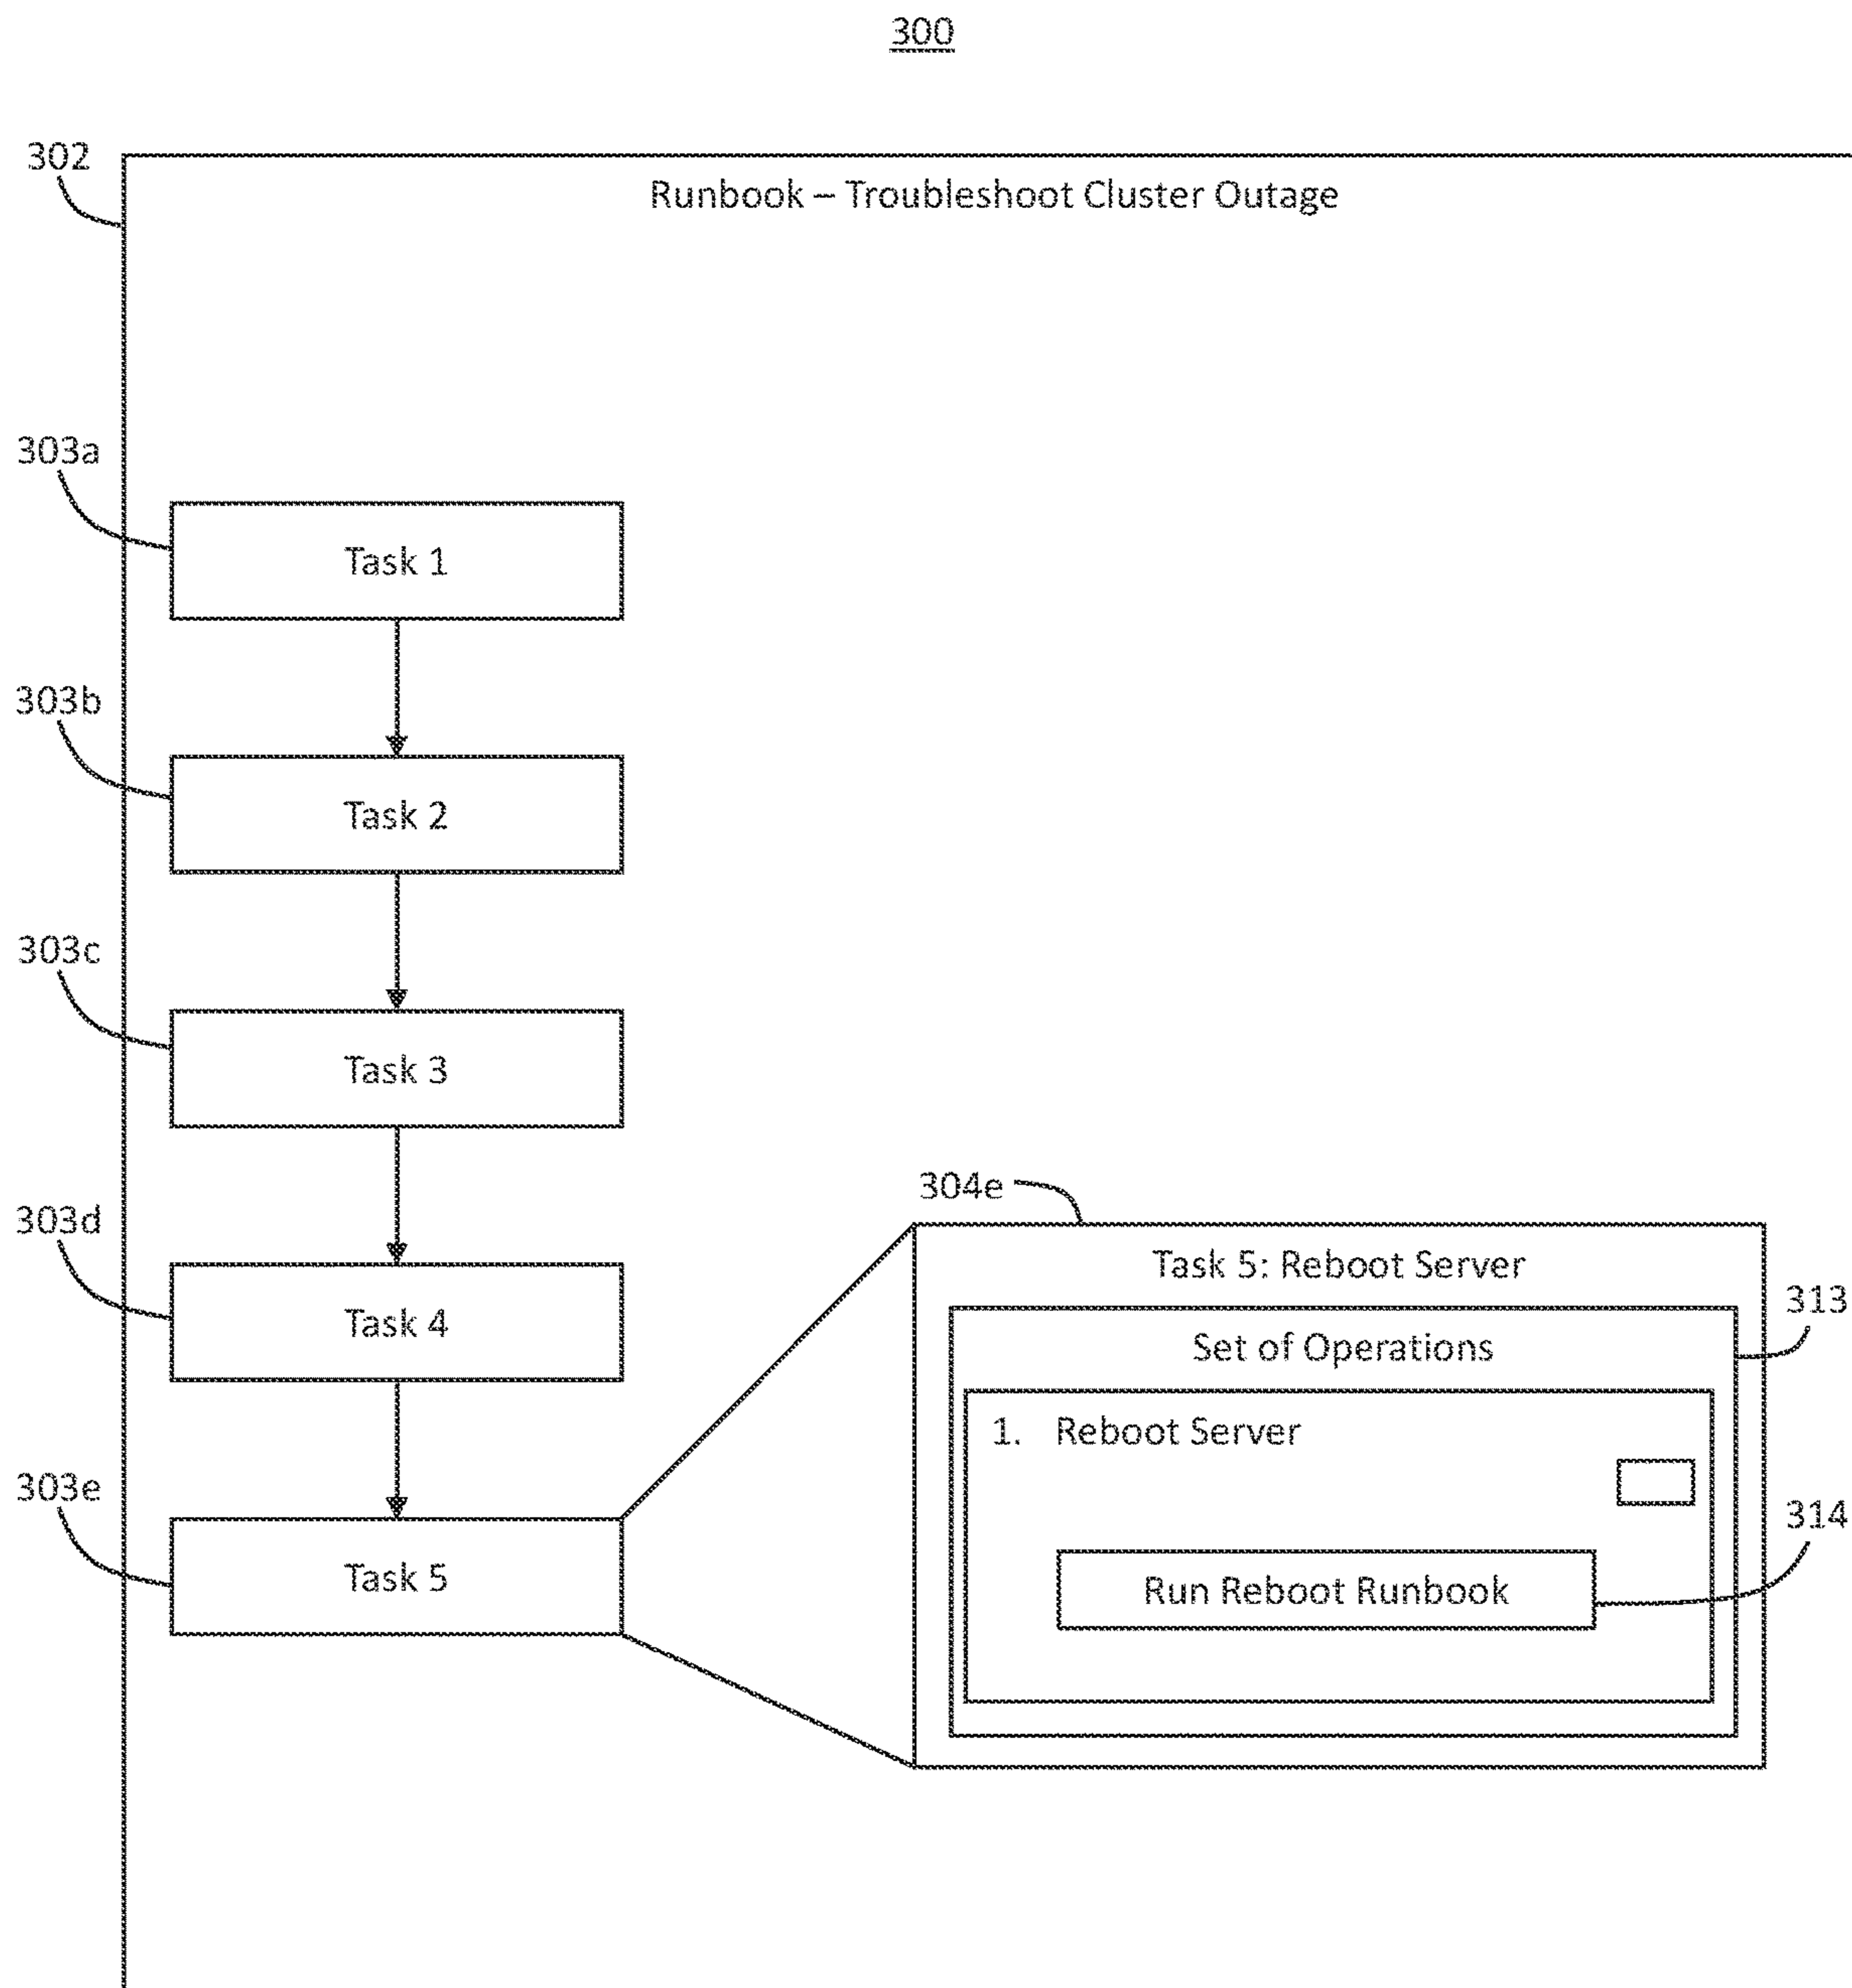 300
302
Runbook – Troubleshoot Cluster Outage
303a
Task 1
303b
Task 2
303c
Task 3
303d
Task 4
303e
Task 5
304e
Task 5: Reboot Server
313
Set of Operations
1. Reboot Server
314
Run Reboot Runbook